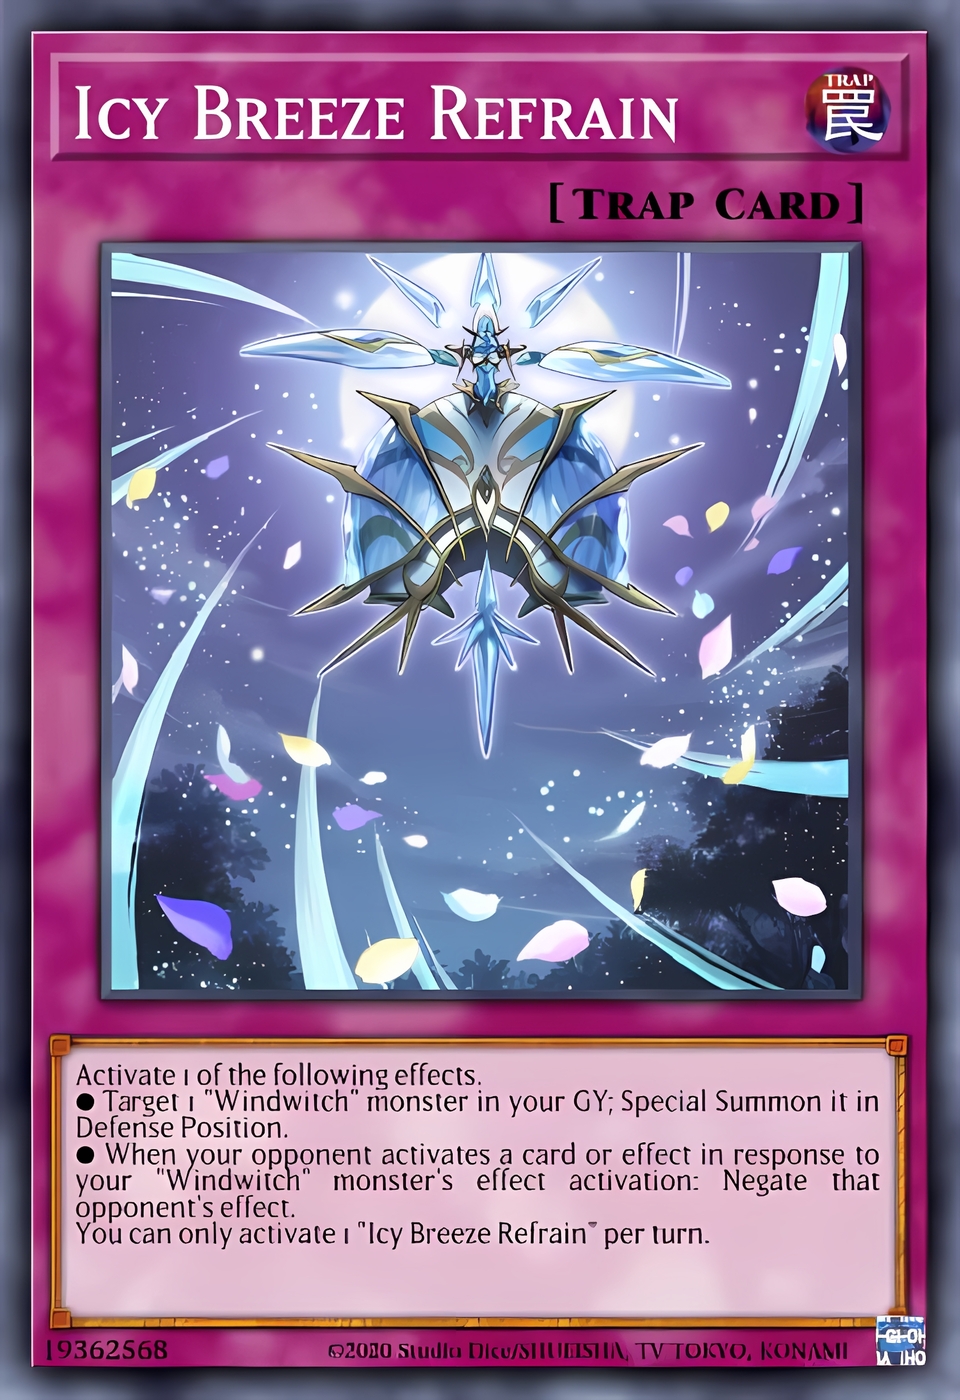 Icy Breeze Refrain
TRAP
罠
[Trap Card]
Activate 1 of the following effects.
● Target 1 "Windwitch" monster in your GY; Special Summon it in
Defense Position.
● When your opponent activates a card or effect in response to
your "Windwitch" monster's effect activation: Negate that
opponent's effect.
You can only activate 1 "Icy Breeze Refrain" per turn.
19362568
©2020 Studio Dice/SHUEISHA, TV TOKYO, KONAMI